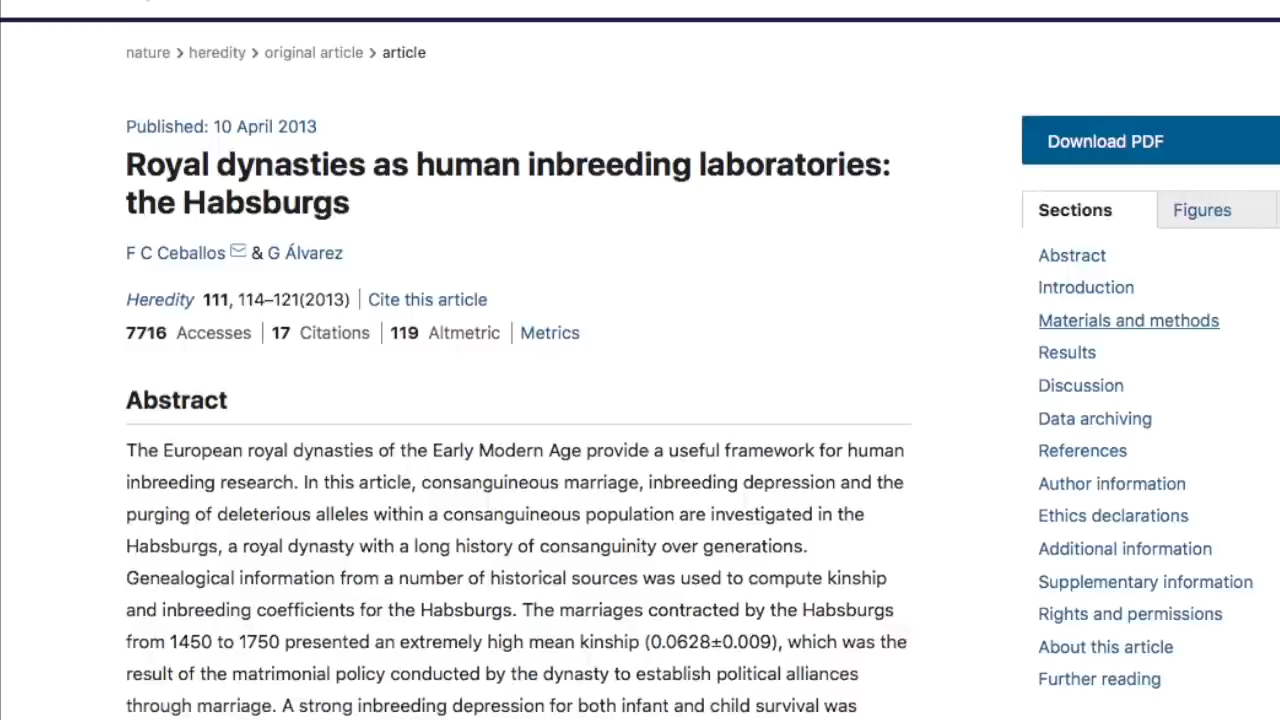 nature > heredity > original article > article
Published: 10 April 2013
Royal dynasties as human inbreeding laboratories:
the Habsburgs
F C Ceballos & G Álvarez
Heredity 111, 114–121(2013) | Cite this article
7716 Accesses | 17 Citations | 119 Altmetric | Metrics
Abstract
The European royal dynasties of the Early Modern Age provide a useful framework for human
inbreeding research. In this article, consanguineous marriage, inbreeding depression and the
purging of deleterious alleles within a consanguineous population are investigated in the
Habsburgs, a royal dynasty with a long history of consanguinity over generations.
Genealogical information from a number of historical sources was used to compute kinship
and inbreeding coefficients for the Habsburgs. The marriages contracted by the Habsburgs
from 1450 to 1750 presented an extremely high mean kinship (0.0628±0.009), which was the
result of the matrimonial policy conducted by the dynasty to establish political alliances
through marriage. A strong inbreeding depression for both infant and child survival was
Download PDF
Sections
Figures
Abstract
Introduction
Materials and methods
Results
Discussion
Data archiving
References
Author information
Ethics declarations
Additional information
Supplementary information
Rights and permissions
About this article
Further reading